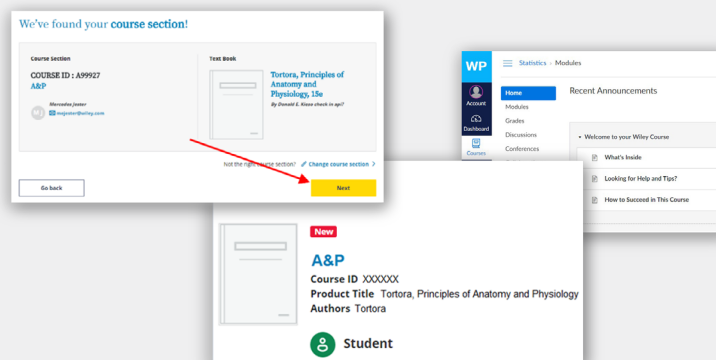 We've found your course section!
Course Section
COURSE ID : A99927
A&P
WJ
Mercedes Jester
mejester@wiley.com
Text Book
Tortora, Principles of
Anatomy and
Physiology, 15e
By Donald E. Kieso check in api?
Not the right course section?
Change course section
Go back
Next
WP
Account
Dashboard
Courses
Statistics › Modules
Home
Modules
Grades
Discussions
Conferences
Recent Announcements
Welcome to your Wiley Course
What's Inside
Looking for Help and Tips?
How to Succeed in This Course
New
A&P
Course ID XXXXXX
Product Title Tortora, Principles of Anatomy and Physiology
Authors Tortora
Student